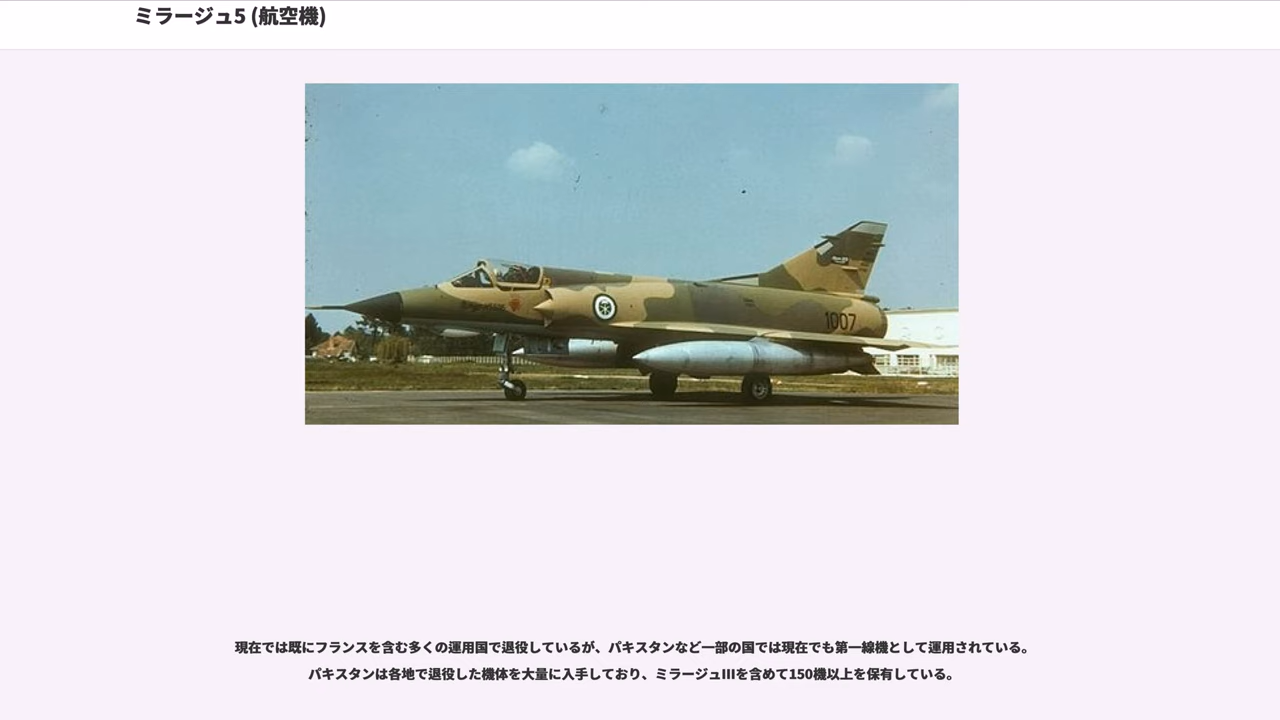 ミラージュ5 (航空機)
1007
現在では既にフランスを含む多くの運用国で退役しているが、パキスタンなど一部の国では現在でも第一線機として運用されている。
パキスタンは各地で退役した機体を大量に入手しており、ミラージュIIIを含めて150機以上を保有している。